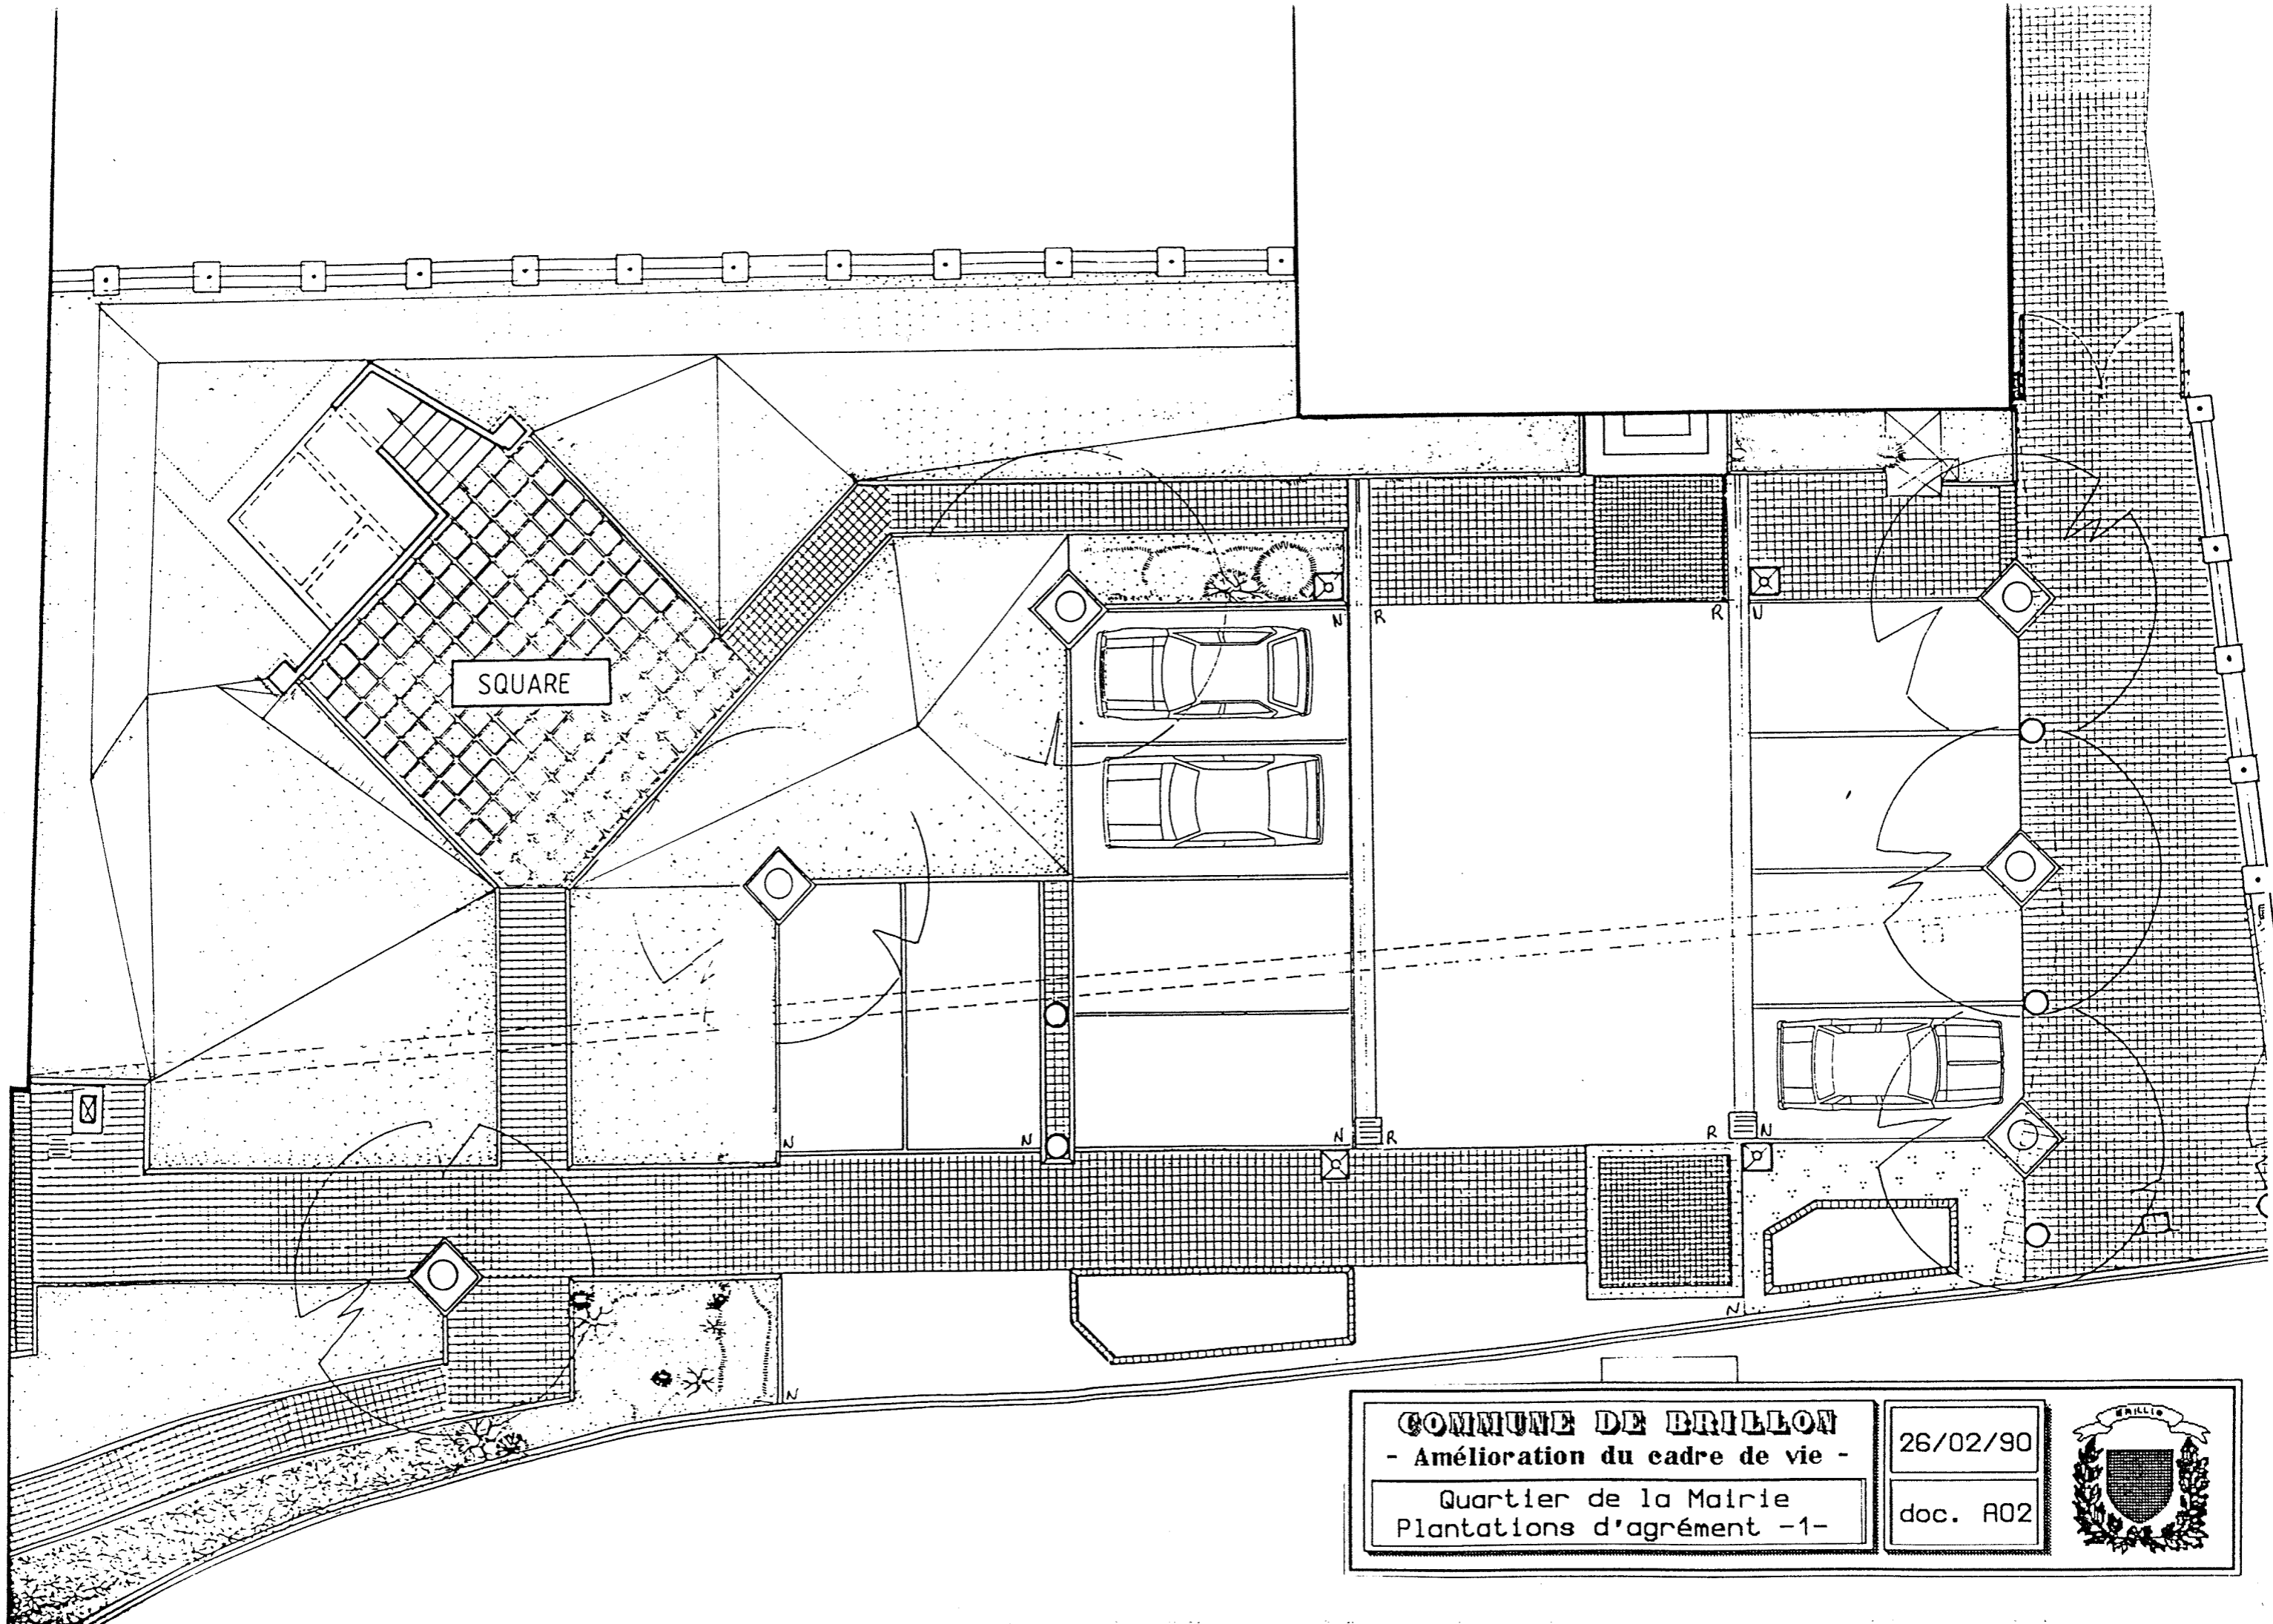 SQUARE
N
R
R
N
N
N
N
R
R
N
N
N
COMMUNE DE BRILLON
- Amélioration du cadre de vie -
Quartier de la Mairie
Plantations d'agrément -1-
26/02/90
doc. A02